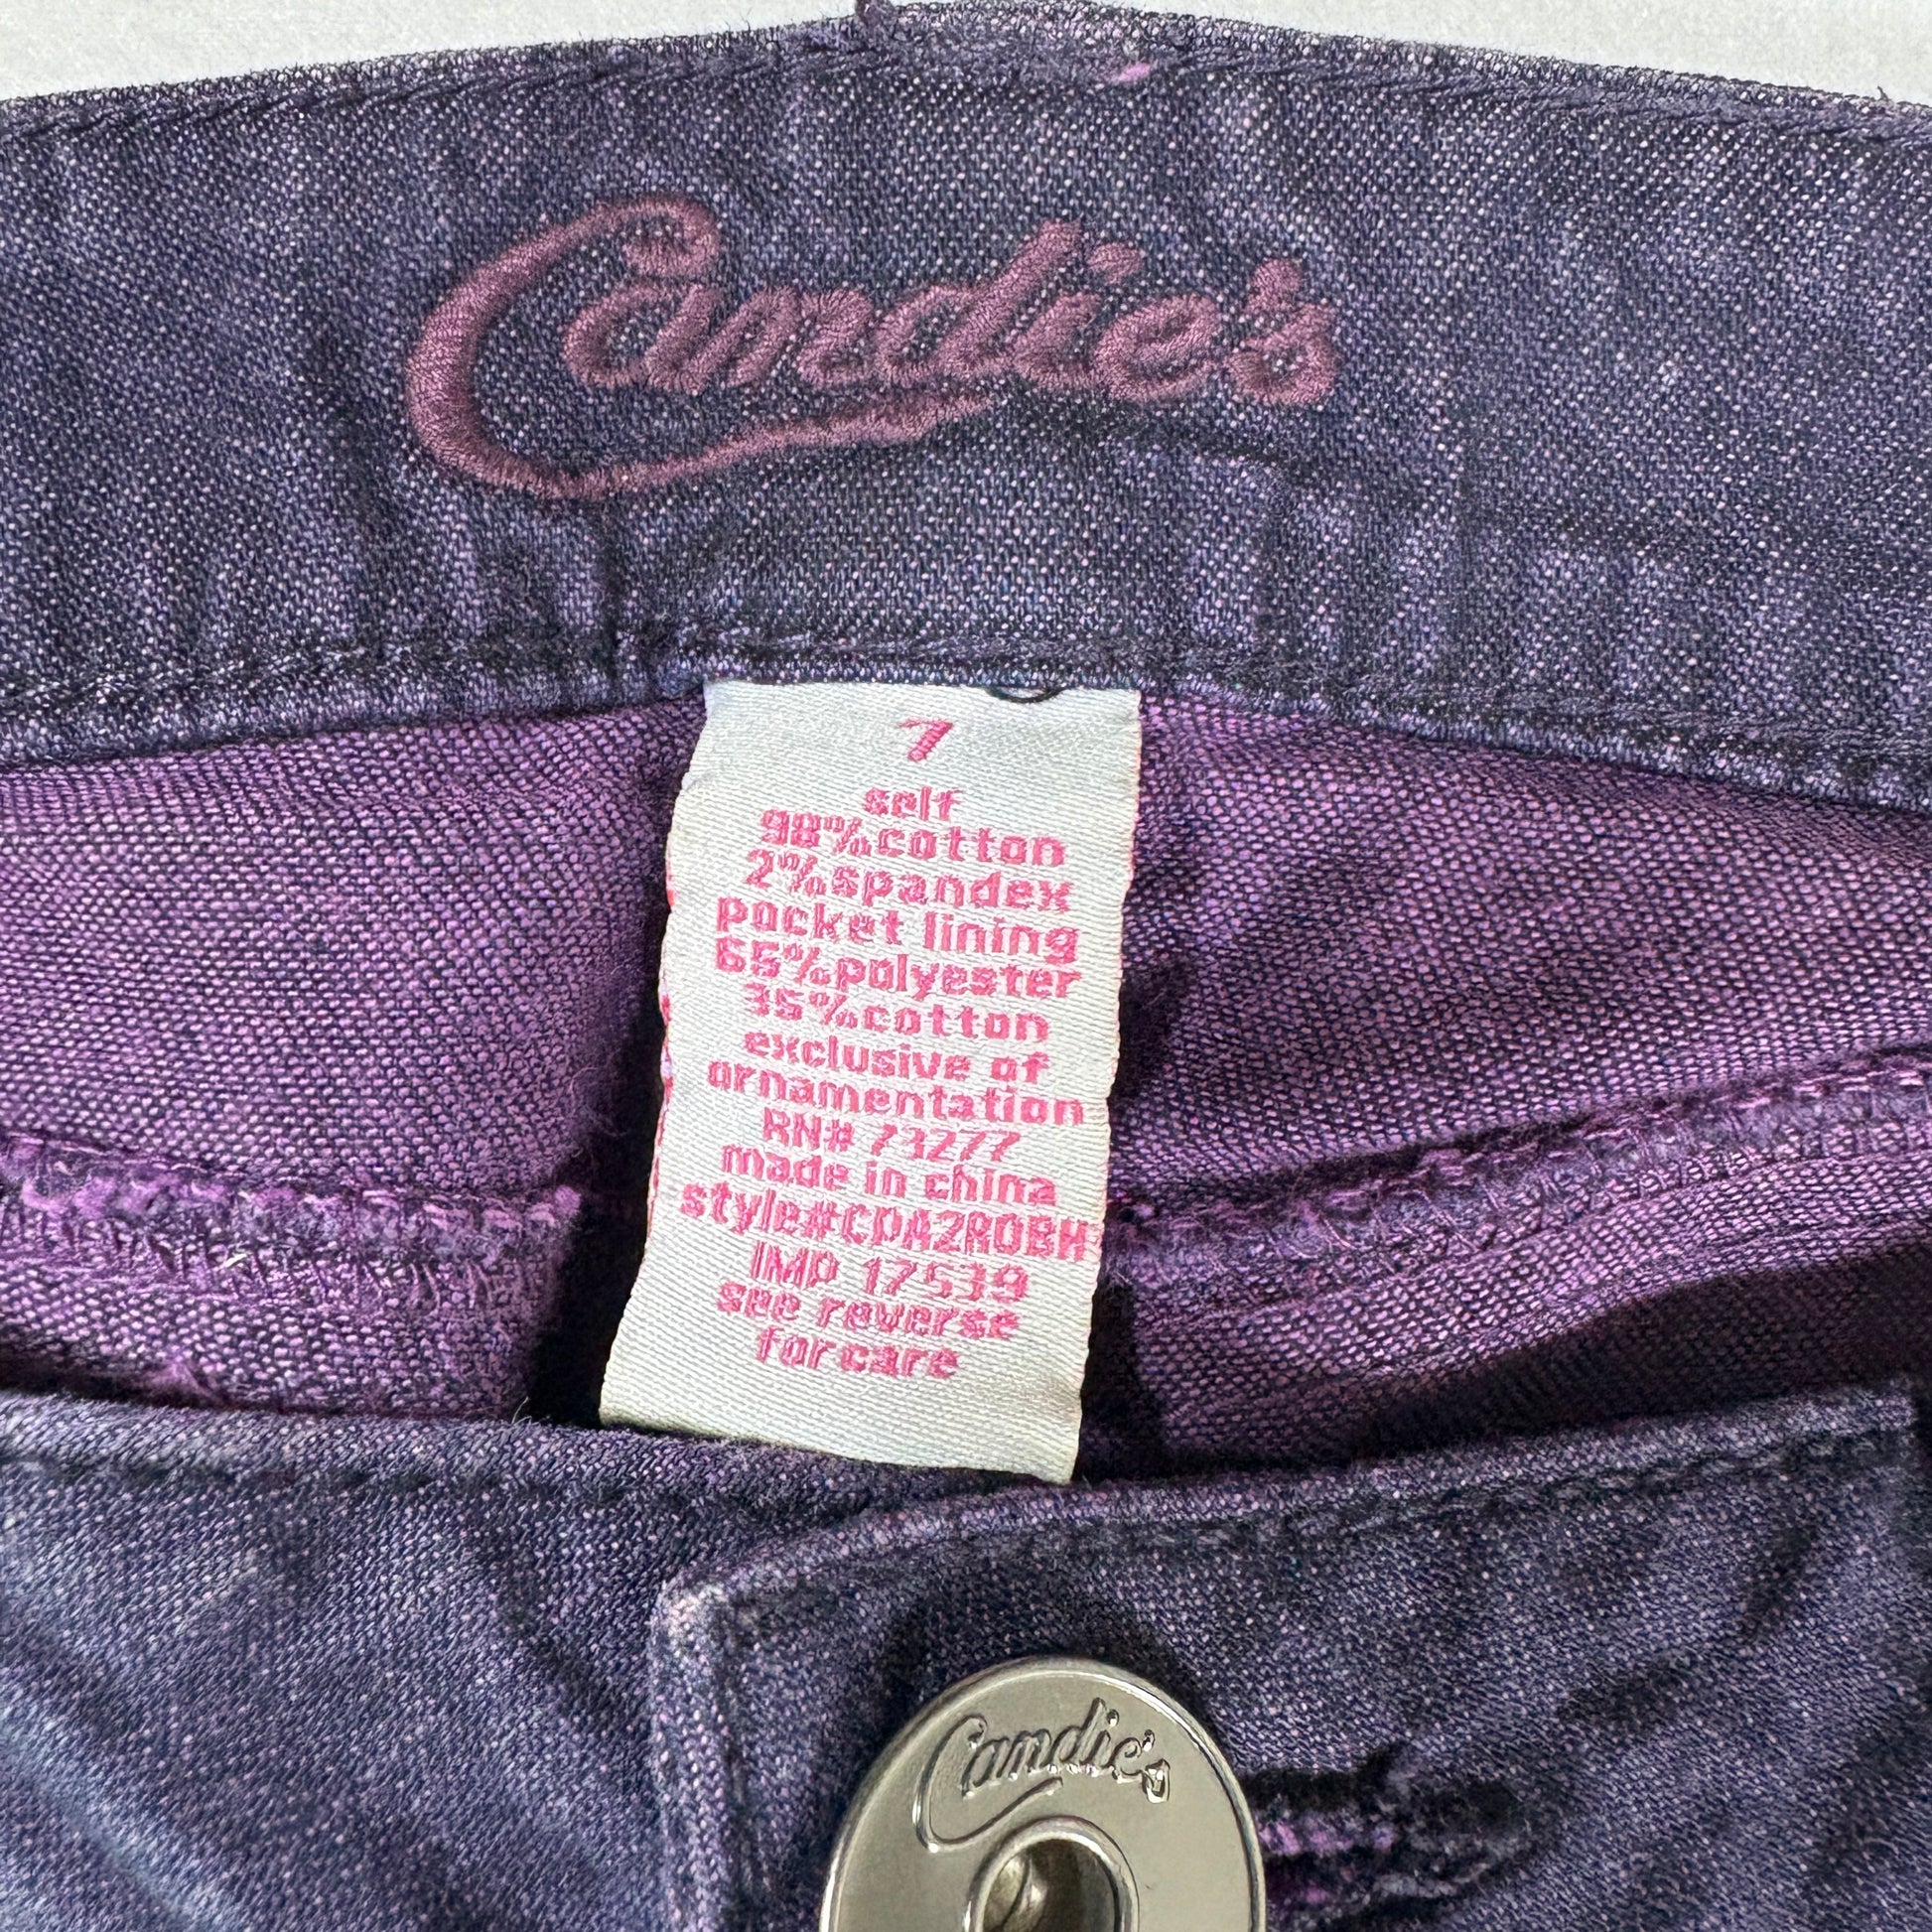 Candie's
7
self
98% cotton
2% spandex
pocket lining
65% polyester
35% cotton
exclusive of
ornamentation
RN# 73277
made in china
style#CDA2R0BH
IMP 17539
see reverse
for care
Candie's